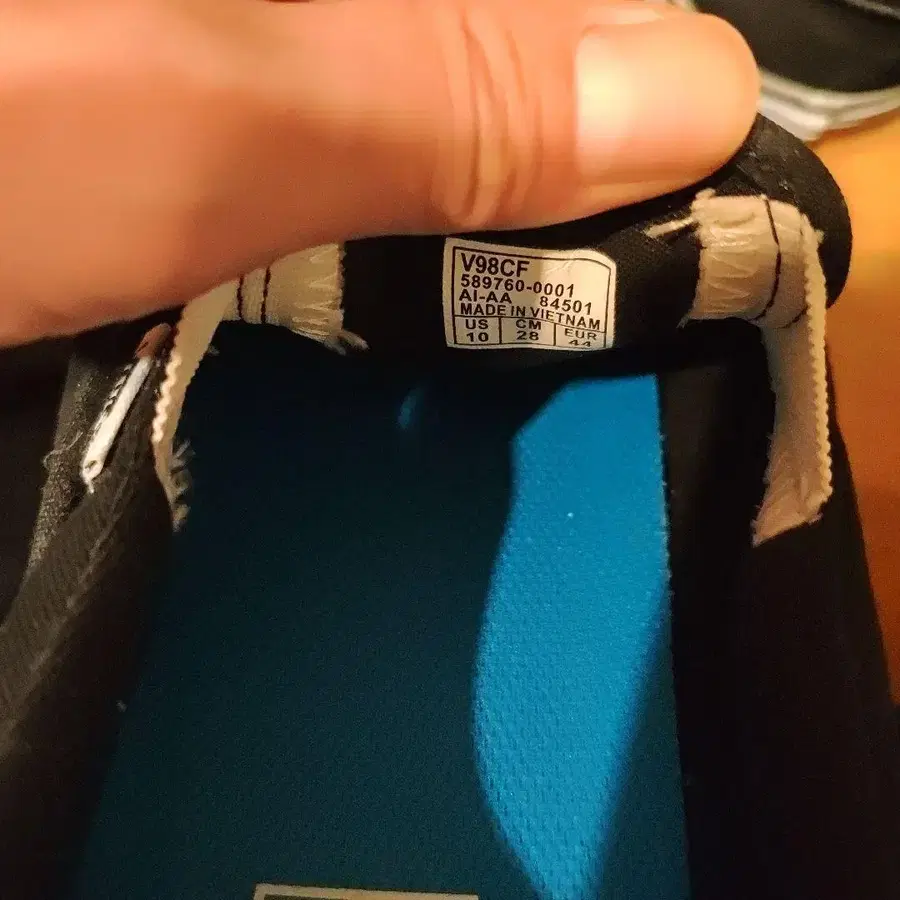 V98CF
589760-0001
AI-AA 84501
MADE IN VIETNAM
US CM EUR
10 28 44